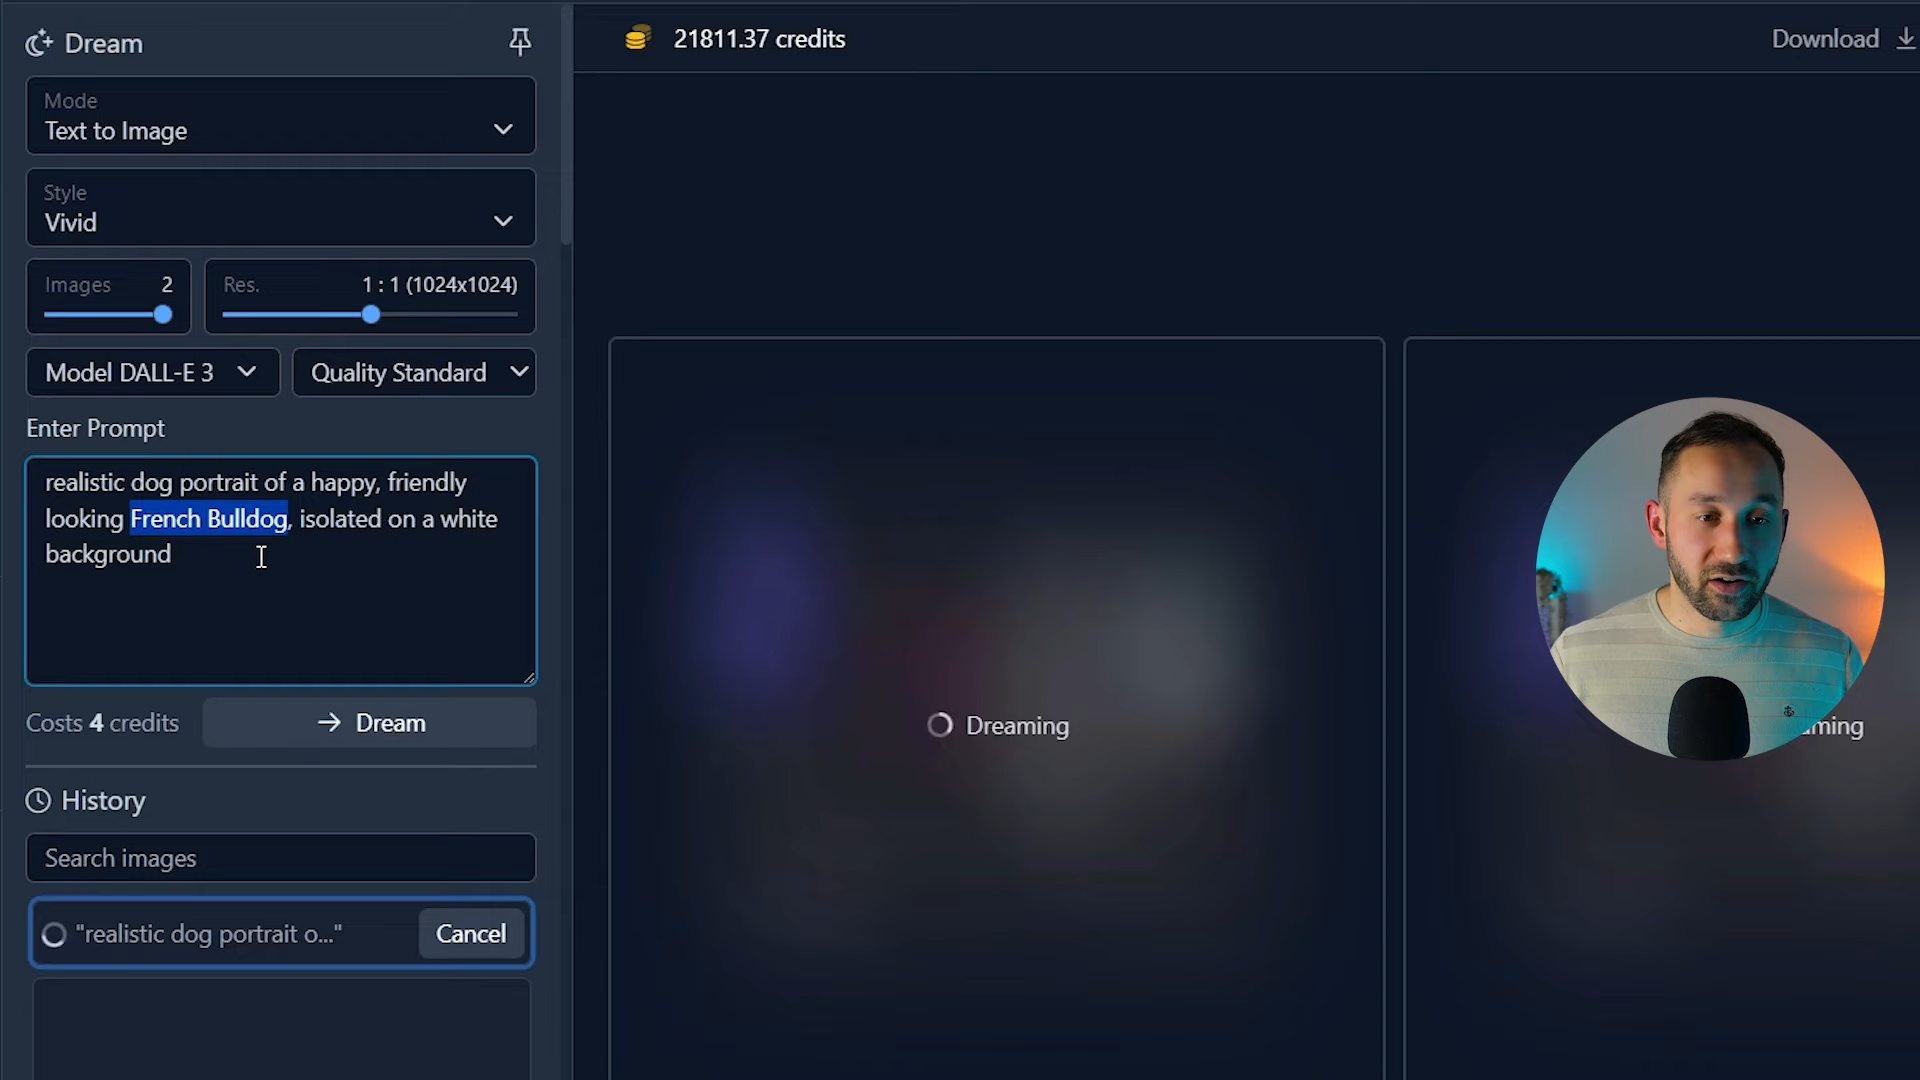 Dream
21811.37 credits
Download
Mode
Text to Image
Style
Vivid
Images 2
Res. 1 : 1 (1024x1024)
Model DALL-E 3
Quality Standard
Enter Prompt
realistic dog portrait of a happy, friendly
looking French Bulldog, isolated on a white
background
Costs 4 credits
Dream
Dreaming
History
Search images
"realistic dog portrait o..."
Cancel